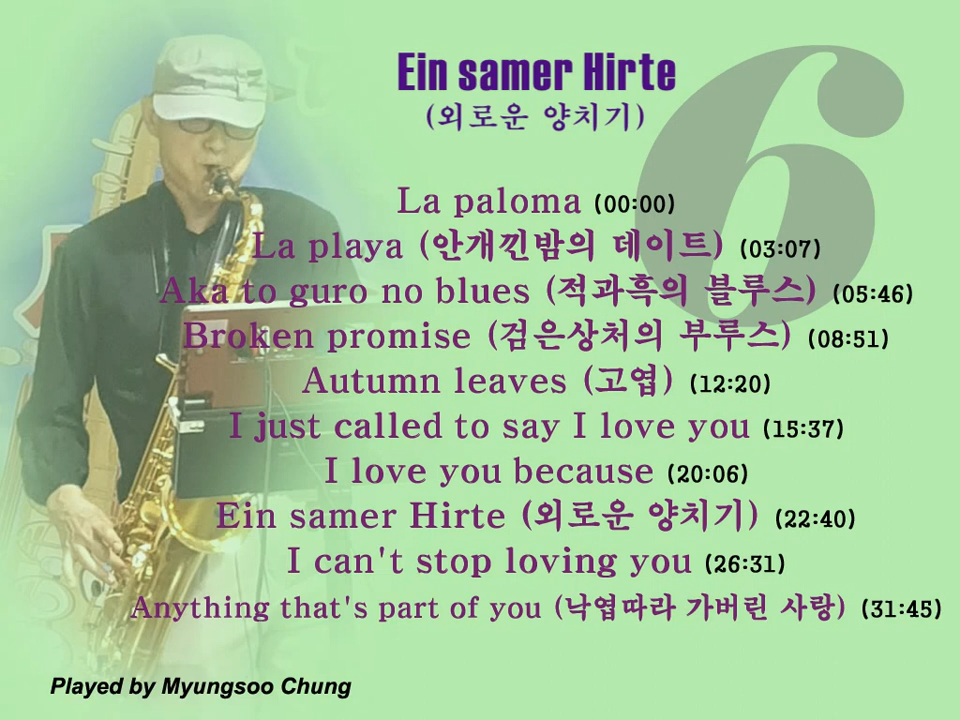 6
Ein samer Hirte
(외로운 양치기)
La paloma (00:00)
La playa (안개낀밤의 데이트) (03:07)
Aka to guro no blues (적과흑의 블루스) (05:46)
Broken promise (검은상처의 부루스) (08:51)
Autumn leaves (고엽) (12:20)
I just called to say I love you (15:37)
I love you because (20:06)
Ein samer Hirte (외로운 양치기) (22:40)
I can't stop loving you (26:31)
Anything that's part of you (낙엽따라 가버린 사랑) (31:45)
Played by Myungsoo Chung